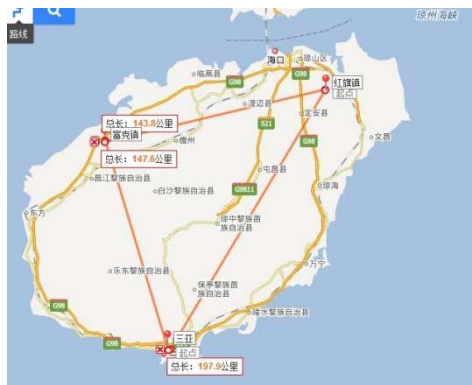 琼州海峡
路线
海口
琼山区
临高县
G98
G98
红旗镇
起点
澄迈县
定安县
总长：143.8公里
富克镇
S21
G98
文昌
儋州
总长：147.6公里
屯昌县
昌江黎族自治县
白沙黎族自治县
G9811
琼海
东方
琼中黎族苗
族自治县
乐东黎族自治县
万宁
保亭黎族苗
族自治县
G98
陵水黎族自治县
三亚
G98
起点
总长：197.9公里